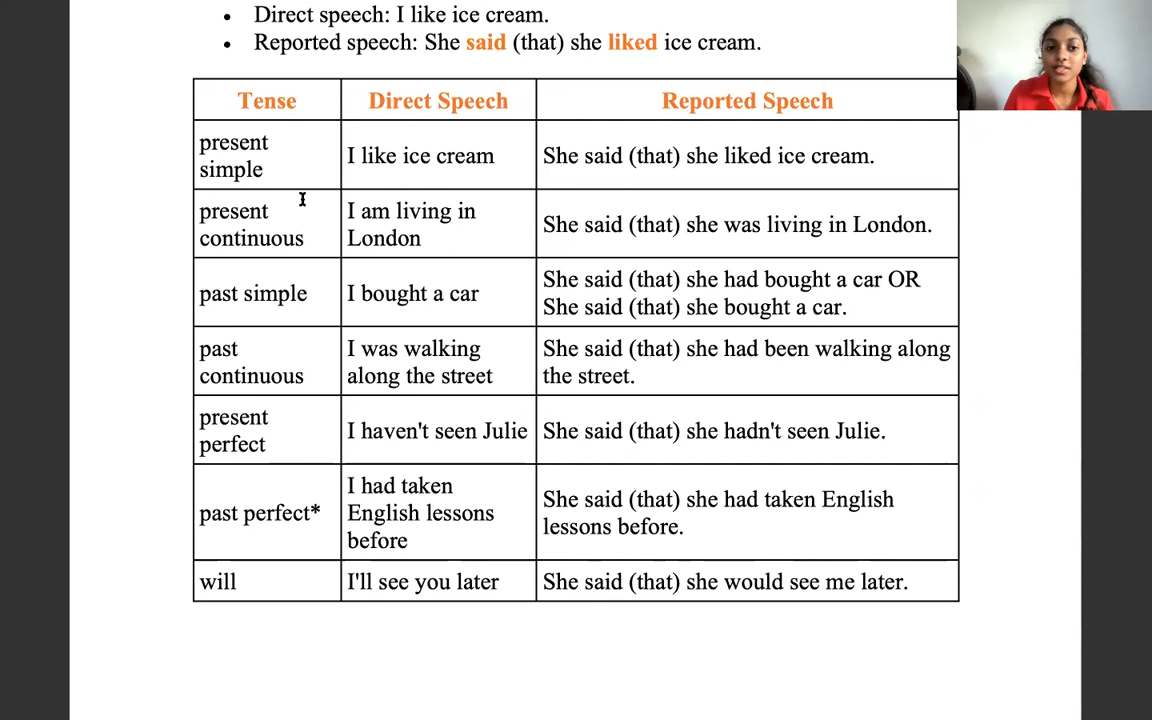 • Direct speech: I like ice cream.
• Reported speech: She said (that) she liked ice cream.
Tense
Direct Speech
Reported Speech
present
simple
I like ice cream
She said (that) she liked ice cream.
present
continuous
I am living in
London
She said (that) she was living in London.
past simple
I bought a car
She said (that) she had bought a car OR
She said (that) she bought a car.
past
continuous
I was walking
along the street
She said (that) she had been walking along
the street.
present
perfect
I haven't seen Julie
She said (that) she hadn't seen Julie.
past perfect*
I had taken
English lessons
before
She said (that) she had taken English
lessons before.
will
I'll see you later
She said (that) she would see me later.